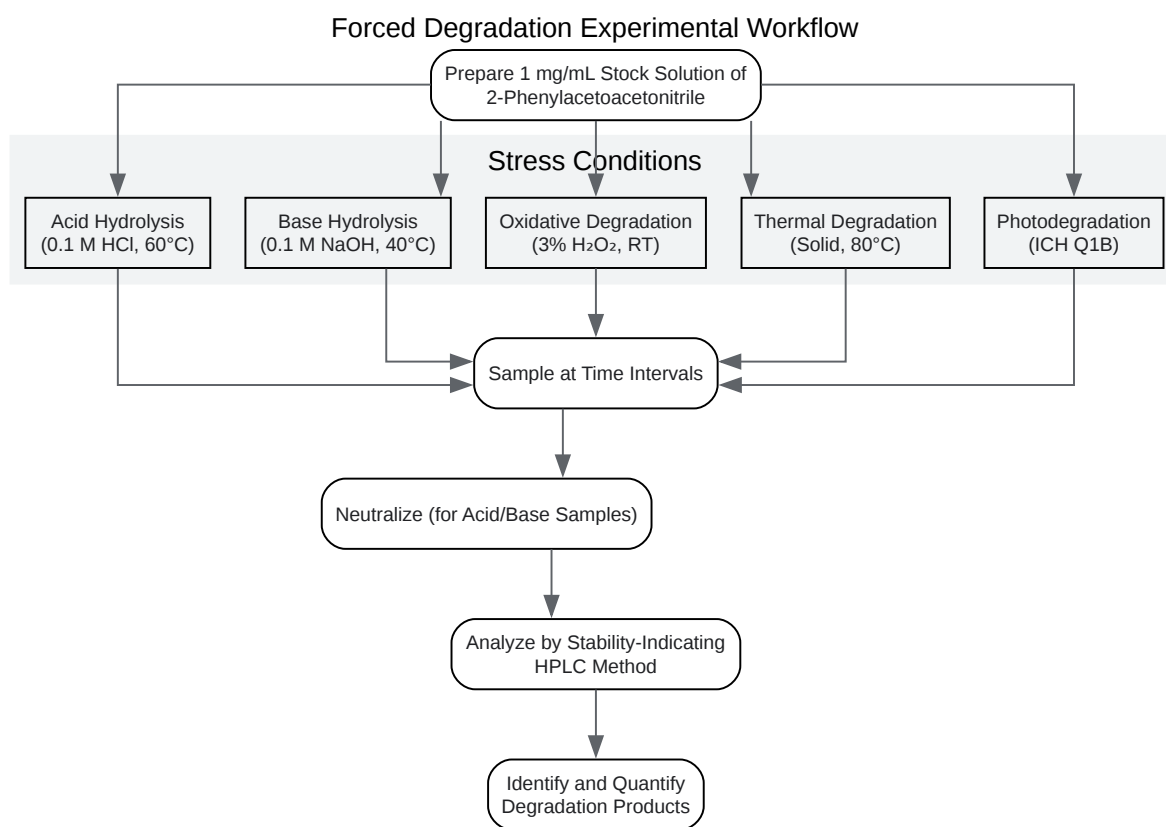 Forced Degradation Experimental Workflow
Prepare 1 mg/mL Stock Solution of
2-Phenylacetoacetonitrile
Stress Conditions
Acid Hydrolysis
(0.1 M HCl, 60°C)
Base Hydrolysis
(0.1 M NaOH, 40°C)
Oxidative Degradation
(3% H₂O₂, RT)
Thermal Degradation
(Solid, 80°C)
Photodegradation
(ICH Q1B)
Sample at Time Intervals
Neutralize (for Acid/Base Samples)
Analyze by Stability-Indicating
HPLC Method
Identify and Quantify
Degradation Products